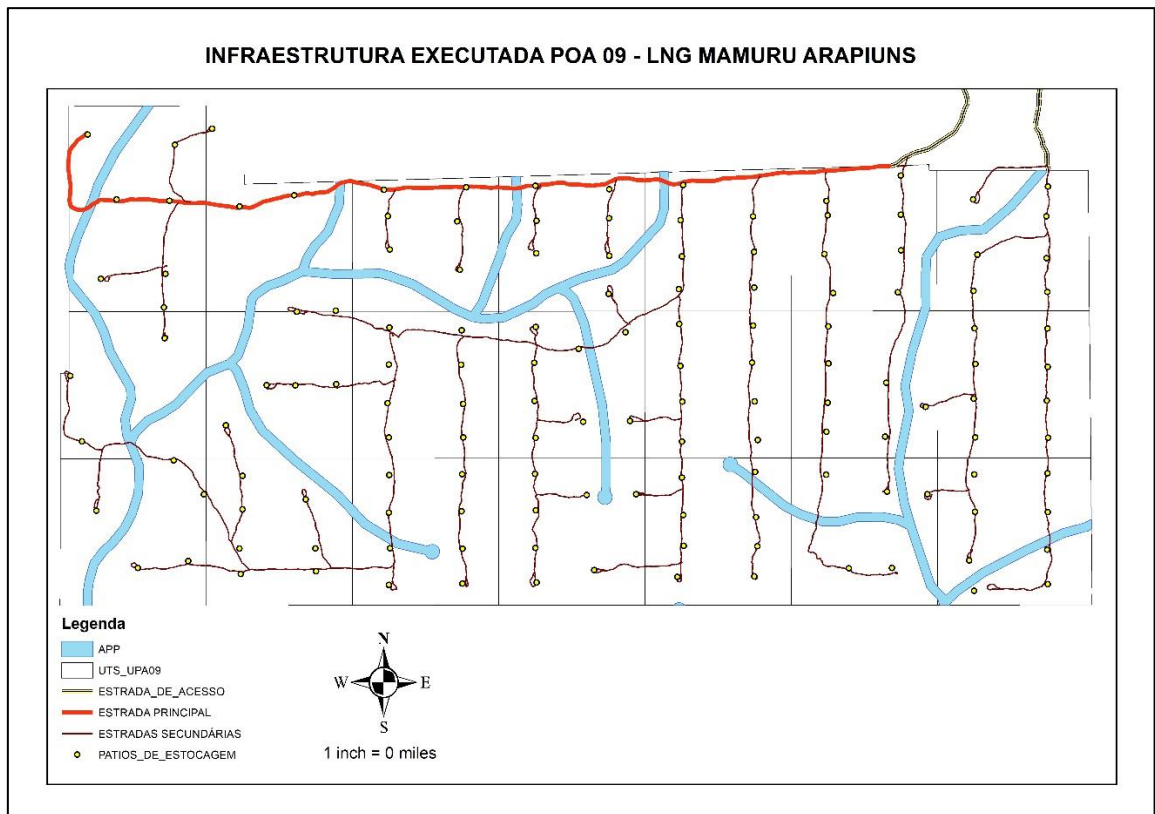 INFRAESTRUTURA EXECUTADA POA 09 - LNG MAMURU ARAPIUNS
Legenda
APP
UTS_UPA09
ESTRADA_DE_ACESSO
ESTRADA PRINCIPAL
ESTRADAS SECUNDÁRIAS
PATIOS_DE_ESTOCAGEM
N
W E
S
1 inch = 0 miles